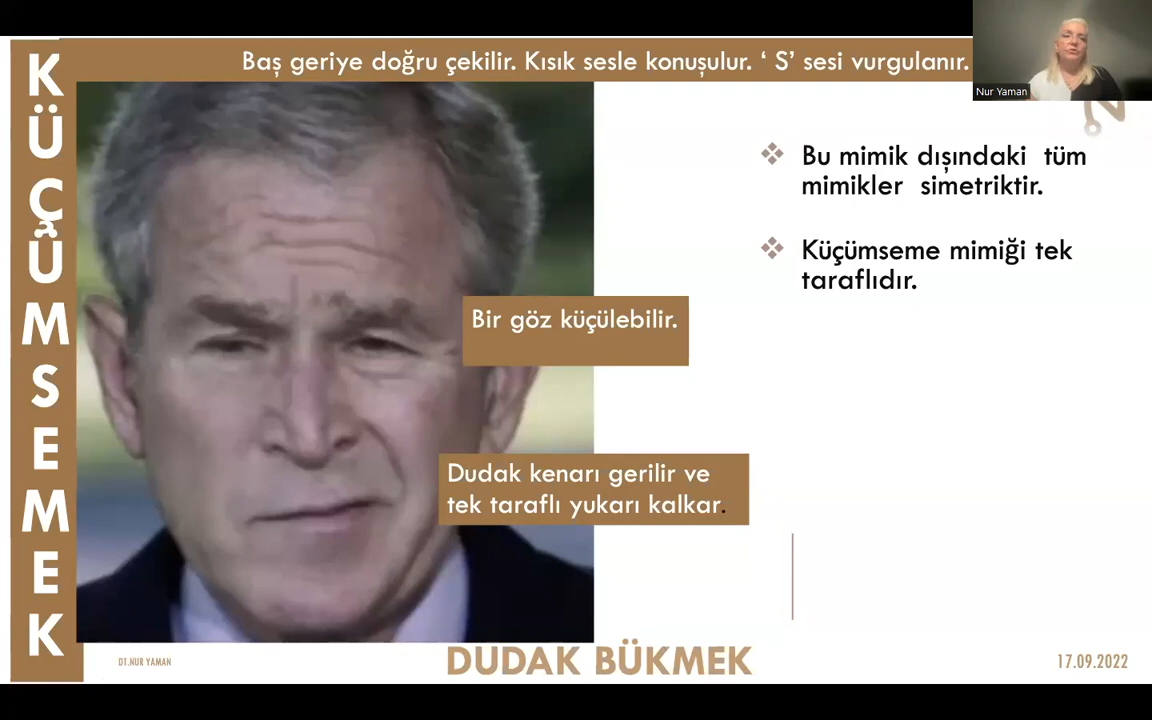 Baş geriye doğru çekilir. Kısık sesle konuşulur. ‘ S’ sesi vurgulanır.
Nur Yaman
KÜÇÜMSEMEK
Bu mimik dışındaki tüm
mimikler simetriktir.
Küçümseme mimiği tek
taraflıdır.
Bir göz küçülebilir.
Dudak kenarı gerilir ve
tek taraflı yukarı kalkar.
DT.NUR YAMAN
DUDAK BÜKMEK
17.09.2022